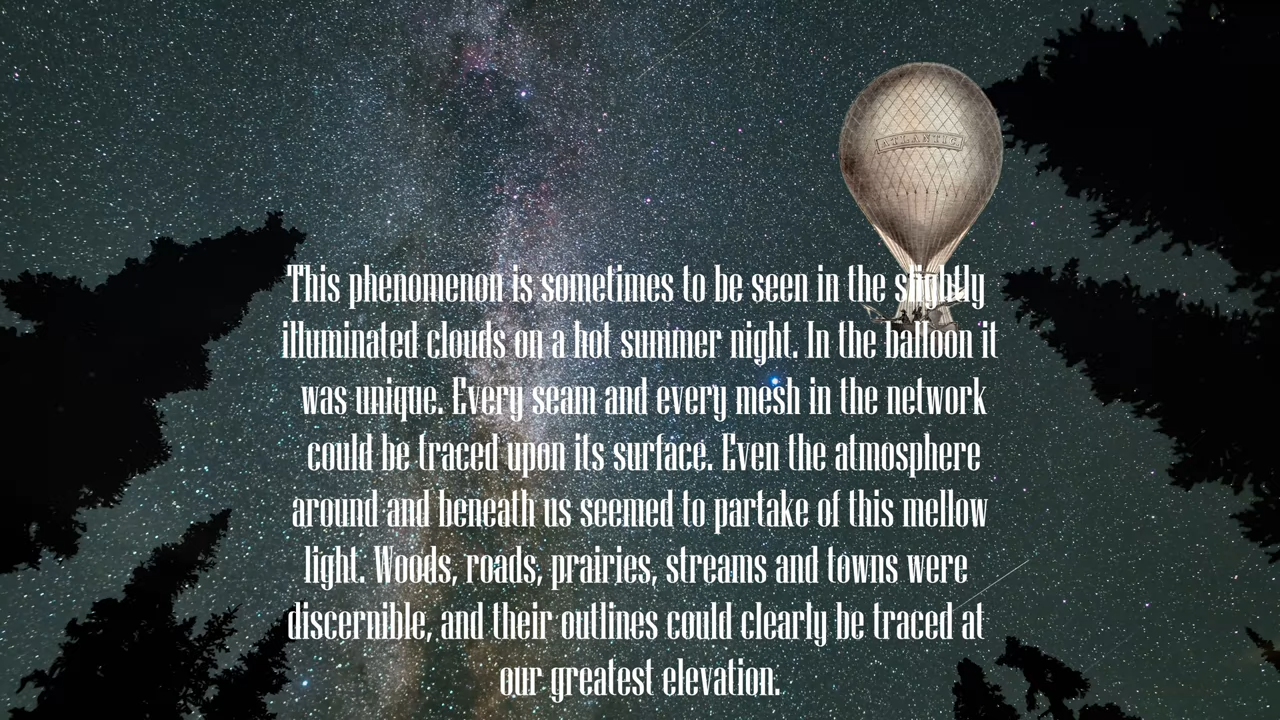 ATLANTIC
This phenomenon is sometimes to be seen in the slightly
illuminated clouds on a hot summer night. In the balloon it
was unique. Every seam and every mesh in the network
could be traced upon its surface. Even the atmosphere
around and beneath us seemed to partake of this mellow
light. Woods, roads, prairies, streams and towns were
discernible, and their outlines could clearly be traced at
our greatest elevation.